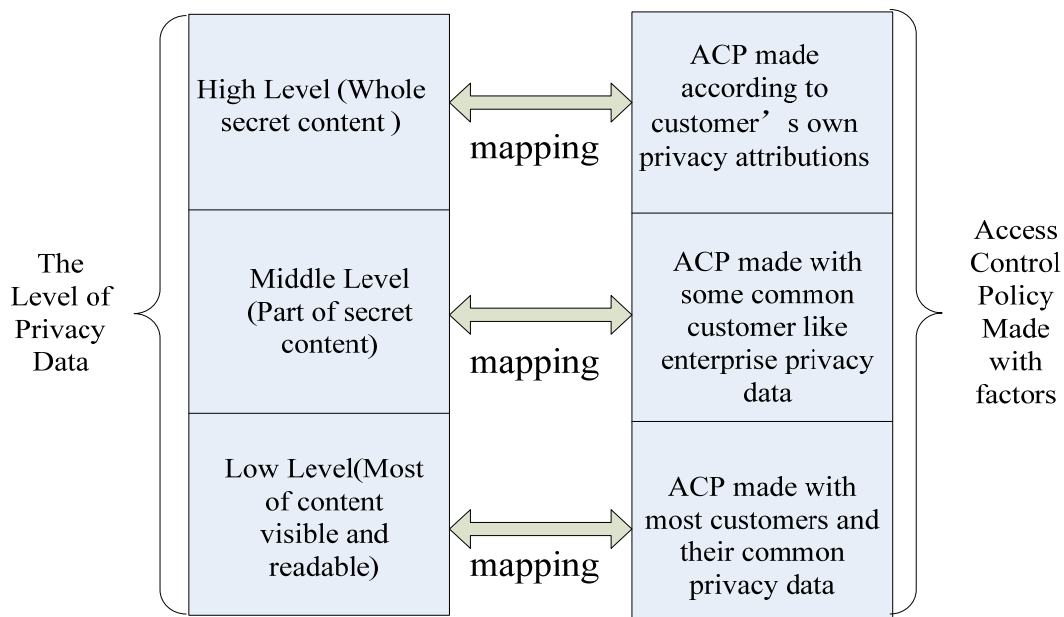 The
Level of
Privacy
Data
High Level (Whole
secret content )
Middle Level
(Part of secret
content)
Low Level(Most
of content
visible and
readable)
mapping
mapping
mapping
ACP made
according to
customer’ s own
privacy attributions
ACP made with
some common
customer like
enterprise privacy
data
ACP made with
most customers and
their common
privacy data
Access
Control
Policy
Made
with
factors